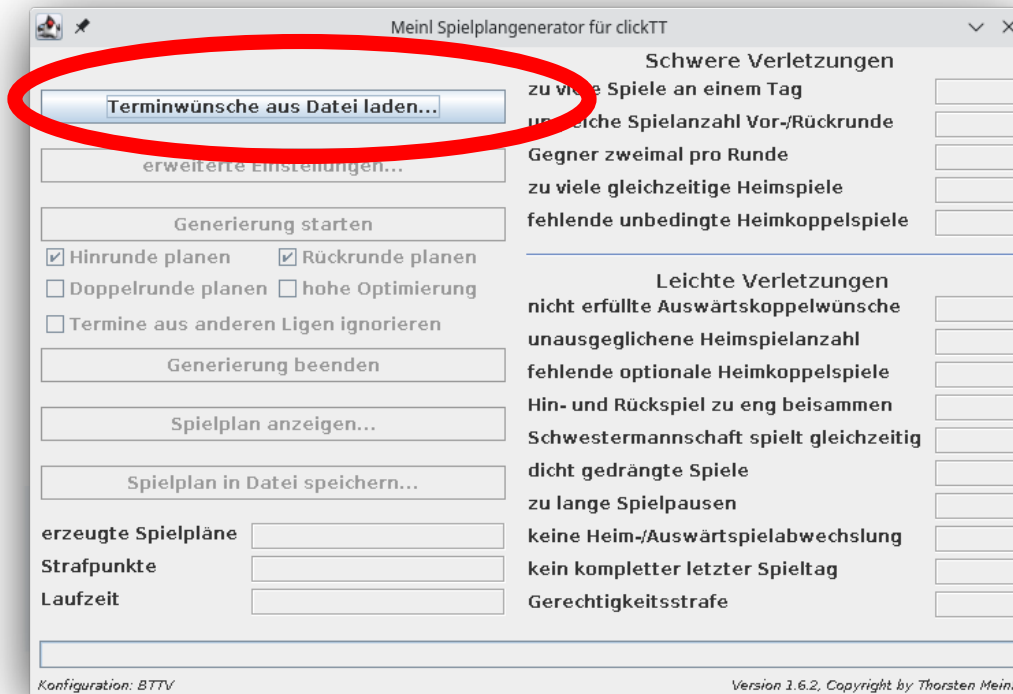 Meinl Spielplangenerator für clickTT
Terminwünsche aus Datei laden...
erweiterte Einstellungen...
Generierung starten
Hinrunde planen
Rückrunde planen
Doppelrunde planen
hohe Optimierung
Termine aus anderen Ligen ignorieren
Generierung beenden
Spielplan anzeigen...
Spielplan in Datei speichern...
erzeugte Spielpläne
Strafpunkte
Laufzeit
Schwere Verletzungen
zu viele Spiele an einem Tag
ungleiche Spielanzahl Vor-/Rückrunde
Gegner zweimal pro Runde
zu viele gleichzeitige Heimspiele
fehlende unbedingte Heimkoppelspiele
Leichte Verletzungen
nicht erfüllte Auswärtskoppelwünsche
unausgeglichene Heimspielanzahl
fehlende optionale Heimkoppelspiele
Hin- und Rückspiel zu eng beisammen
Schwestermannschaft spielt gleichzeitig
dicht gedrängte Spiele
zu lange Spielpausen
keine Heim-/Auswärtspielabwechslung
kein kompletter letzter Spieltag
Gerechtigkeitsstrafe
Konfiguration: BTTV
Version 1.6.2, Copyright by Thorsten Meinl